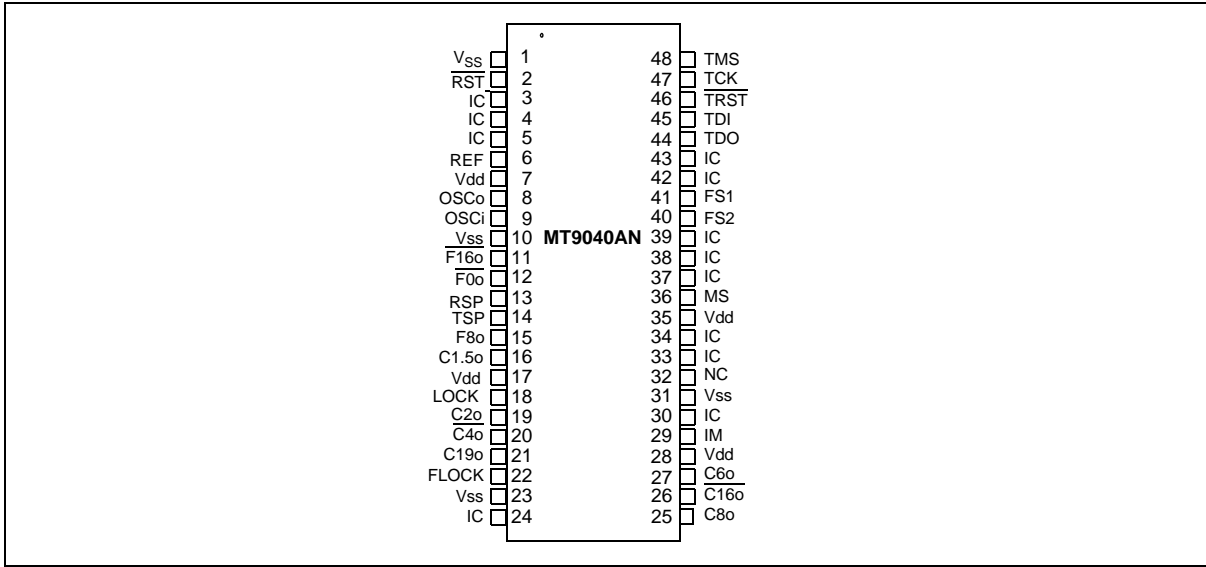 VSS 1 48 TMS
RST 2 47 TCK
IC 3 46 TRST
IC 4 45 TDI
IC 5 44 TDO
REF 6 43 IC
Vdd 7 42 IC
OSCo 8 41 FS1
OSCi 9 40 FS2
Vss 10 MT9040AN 39 IC
F16o 11 38 IC
F0o 12 37 IC
RSP 13 36 MS
TSP 14 35 Vdd
F8o 15 34 IC
C1.5o 16 33 IC
Vdd 17 32 NC
LOCK 18 31 Vss
C2o 19 30 IC
C4o 20 29 IM
C19o 21 28 Vdd
FLOCK 22 27 C6o
Vss 23 26 C16o
IC 24 25 C8o